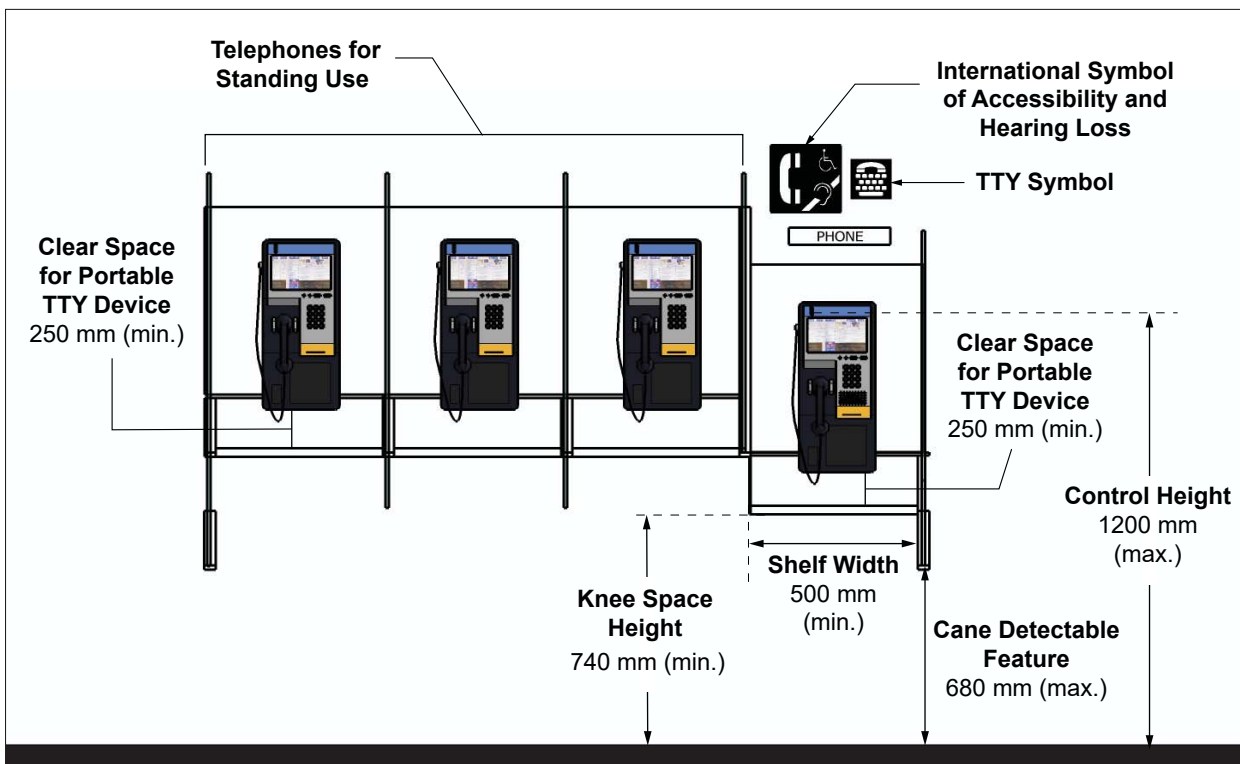 Telephones for
Standing Use
International Symbol
of Accessibility and
Hearing Loss
TTY Symbol
PHONE
Clear Space
for Portable
TTY Device
250 mm (min.)
Clear Space
for Portable
TTY Device
250 mm (min.)
Control Height
1200 mm
(max.)
Shelf Width
500 mm
(min.)
Knee Space
Height
740 mm (min.)
Cane Detectable
Feature
680 mm (max.)